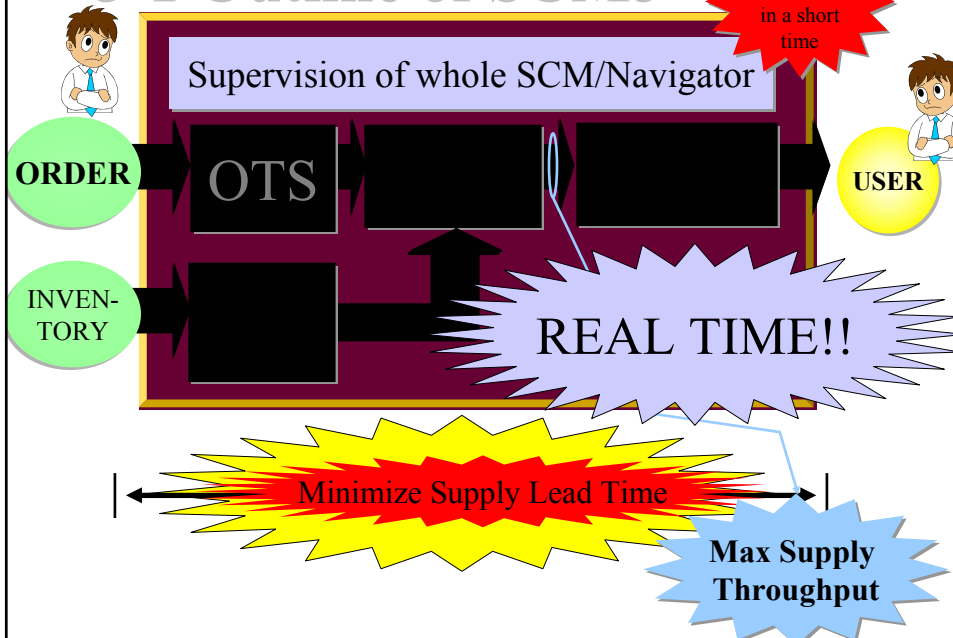 in a short
time
Supervision of whole SCM/Navigator
ORDER
OTS
USER
INVEN-
TORY
REAL TIME!!
Minimize Supply Lead Time
Max Supply
Throughput